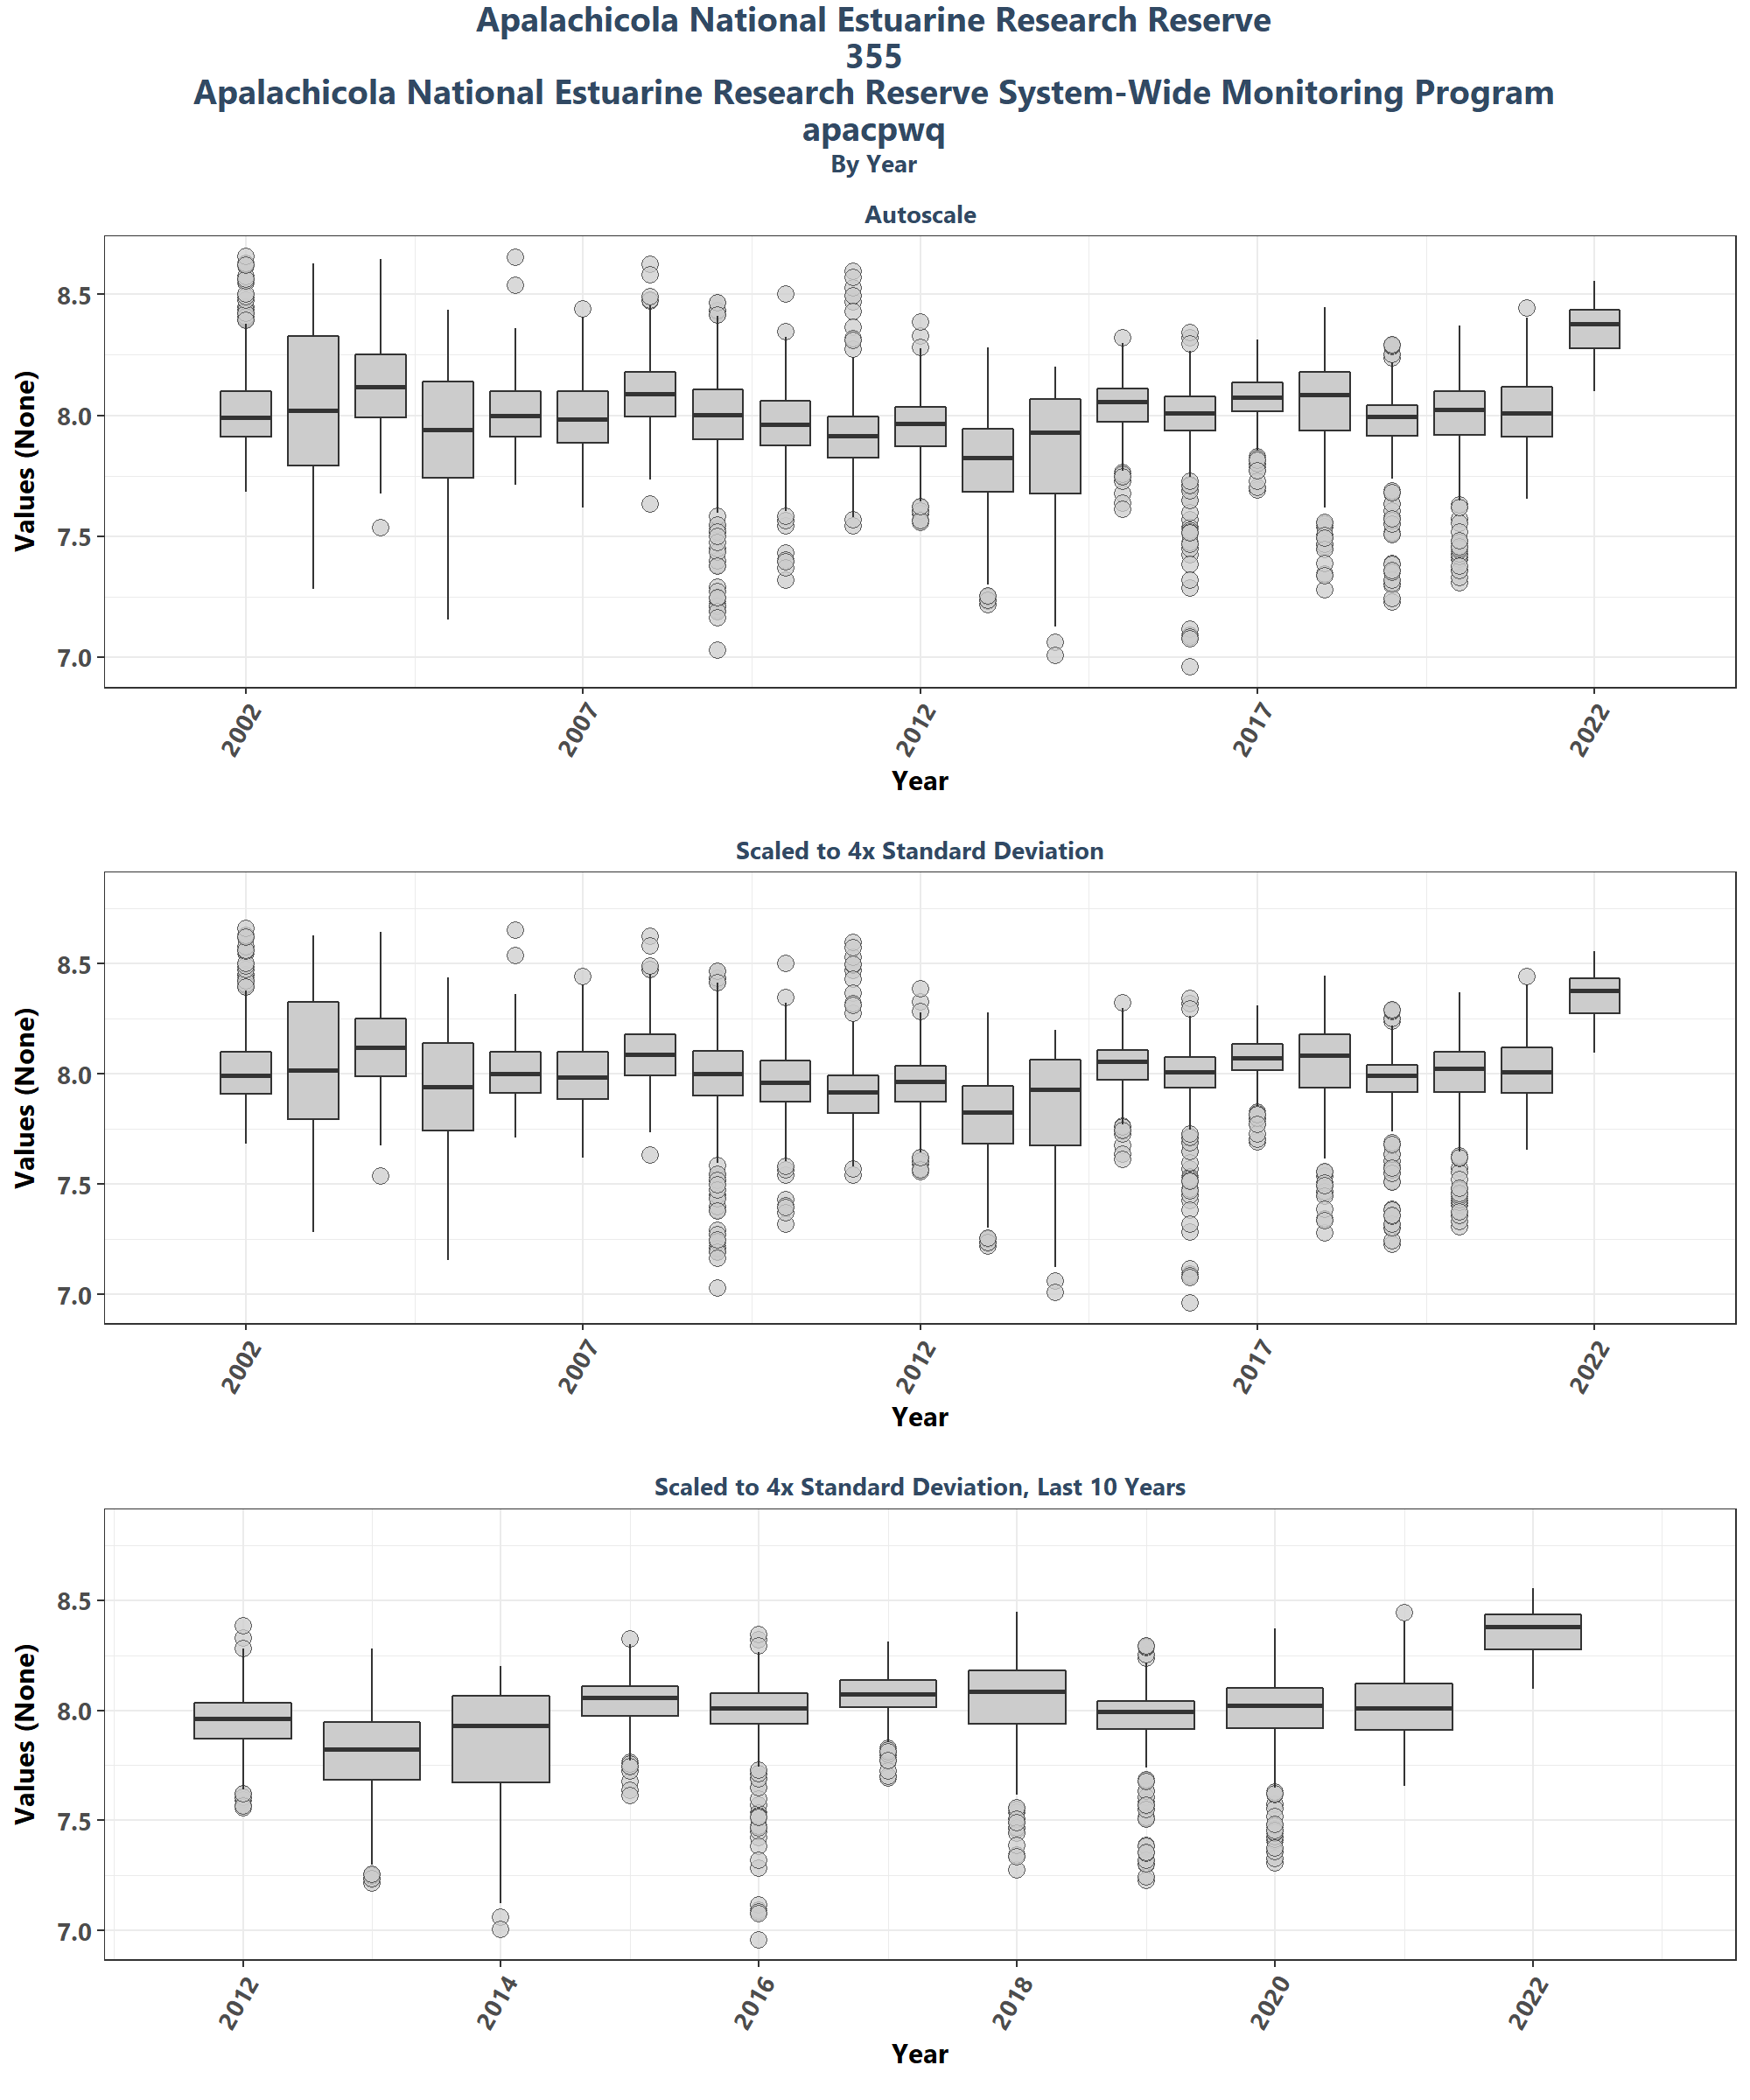 Apalachicola National Estuarine Research Reserve
355
Apalachicola National Estuarine Research Reserve System-Wide Monitoring Program
apacpwq
By Year
Autoscale
Values (None)
8.5
8.0
7.5
7.0
2002
2007
2012
2017
2022
Year
Scaled to 4x Standard Deviation
Values (None)
8.5
8.0
7.5
7.0
2002
2007
2012
2017
2022
Year
Scaled to 4x Standard Deviation, Last 10 Years
Values (None)
8.5
8.0
7.5
7.0
2012
2014
2016
2018
2020
2022
Year